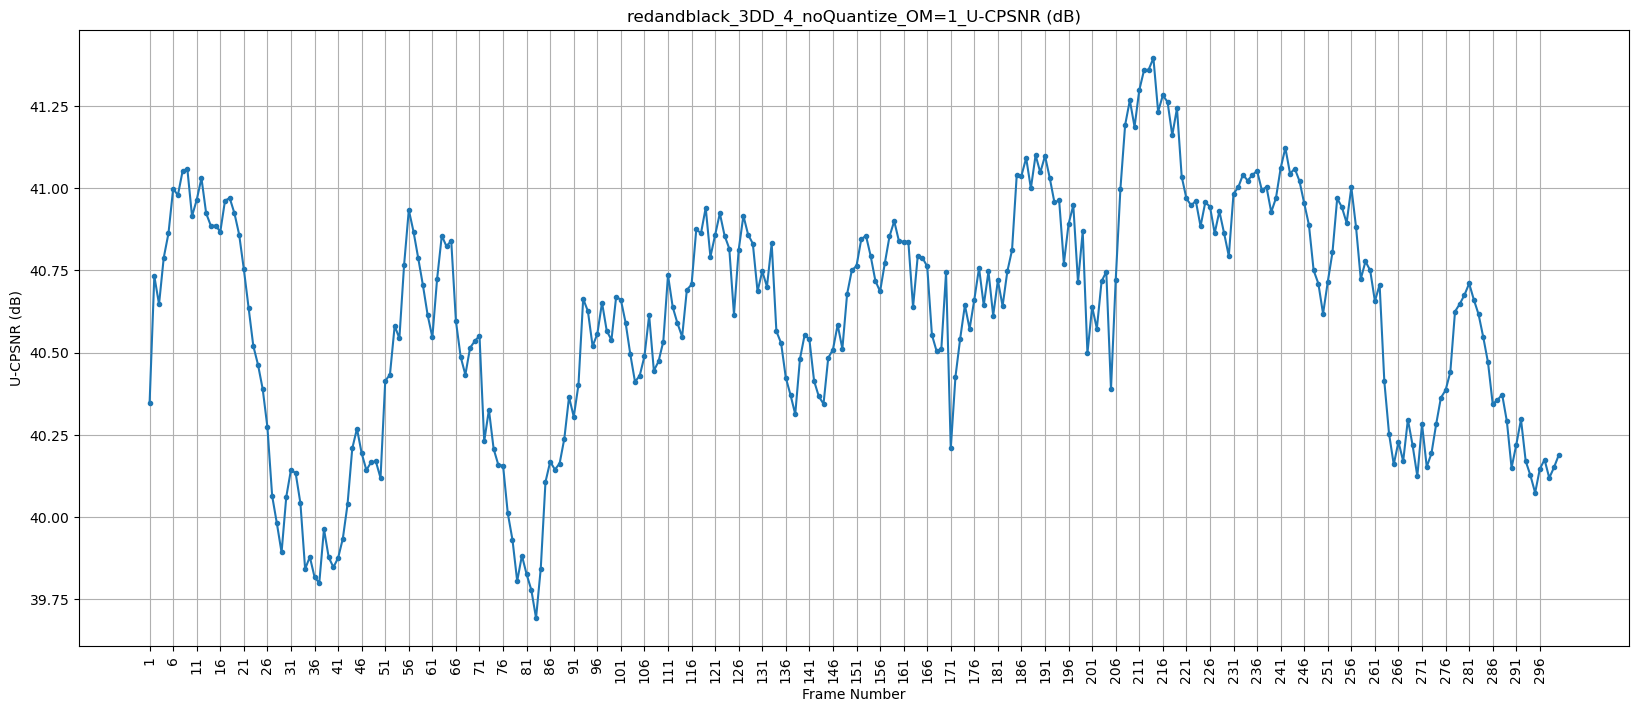 redandblack_3DD_4_noQuantize_OM=1_U-CPSNR (dB)
U-CPSNR (dB)
41.25
41.00
40.75
40.50
40.25
40.00
39.75
1 6 11 16 21 26 31 36 41 46 51 56 61 66 71 76 81 86 91 96 101 106 111 116 121 126 131 136 141 146 151 156 161 166 171 176 181 186 191 196 201 206 211 216 221 226 231 236 241 246 251 256 261 266 271 276 281 286 291 296
Frame Number